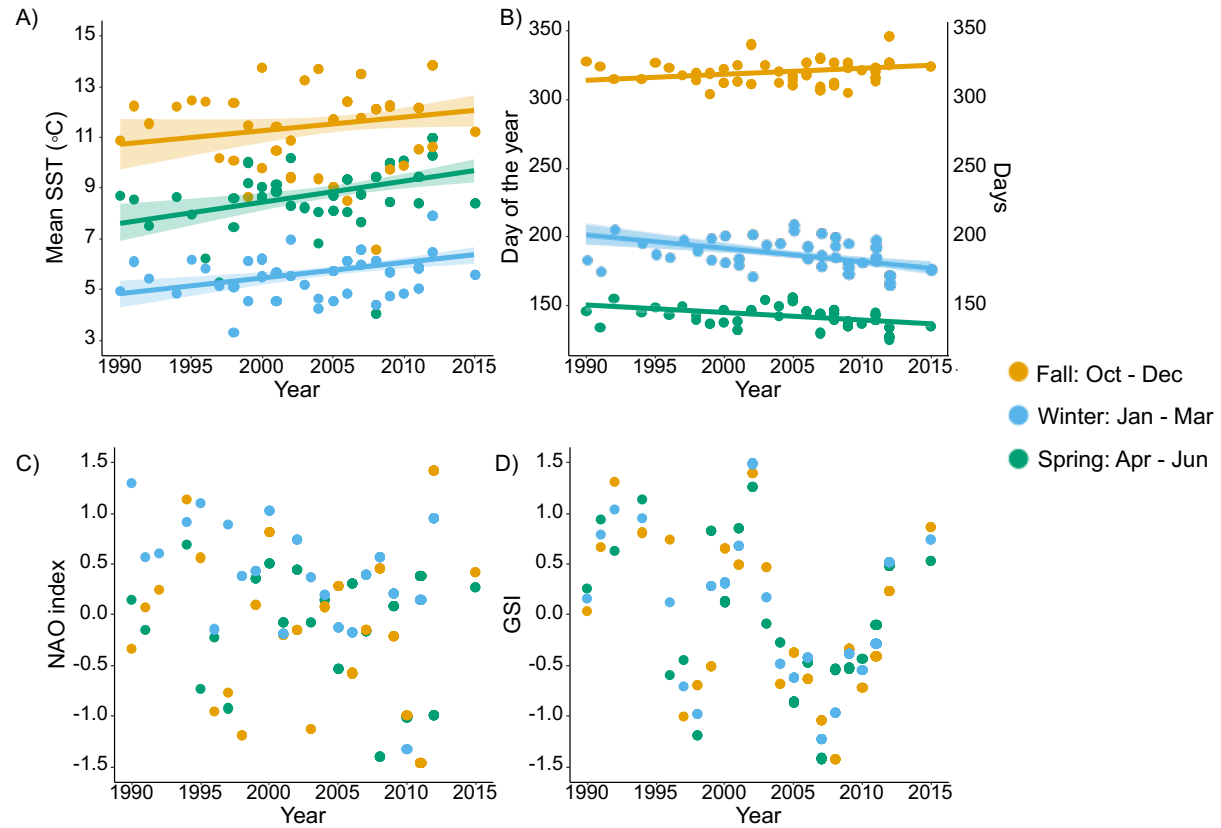 A)
15
13
11
9
7
5
3
Mean SST (°C)
1990 1995 2000 2005 2010 2015
Year
B)
350
300
250
200
150
Day of the year
350
300
250
200
150
Days
1990 1995 2000 2005 2010 2015.
Year
Fall: Oct - Dec
Winter: Jan - Mar
Spring: Apr - Jun
C)
1.5
1.0
0.5
0.0
-0.5
-1.0
-1.5
NAO index
1990 1995 2000 2005 2010 2015
Year
D)
1.5
1.0
0.5
0.0
-0.5
-1.0
-1.5
GSI
1990 1995 2000 2005 2010 2015
Year